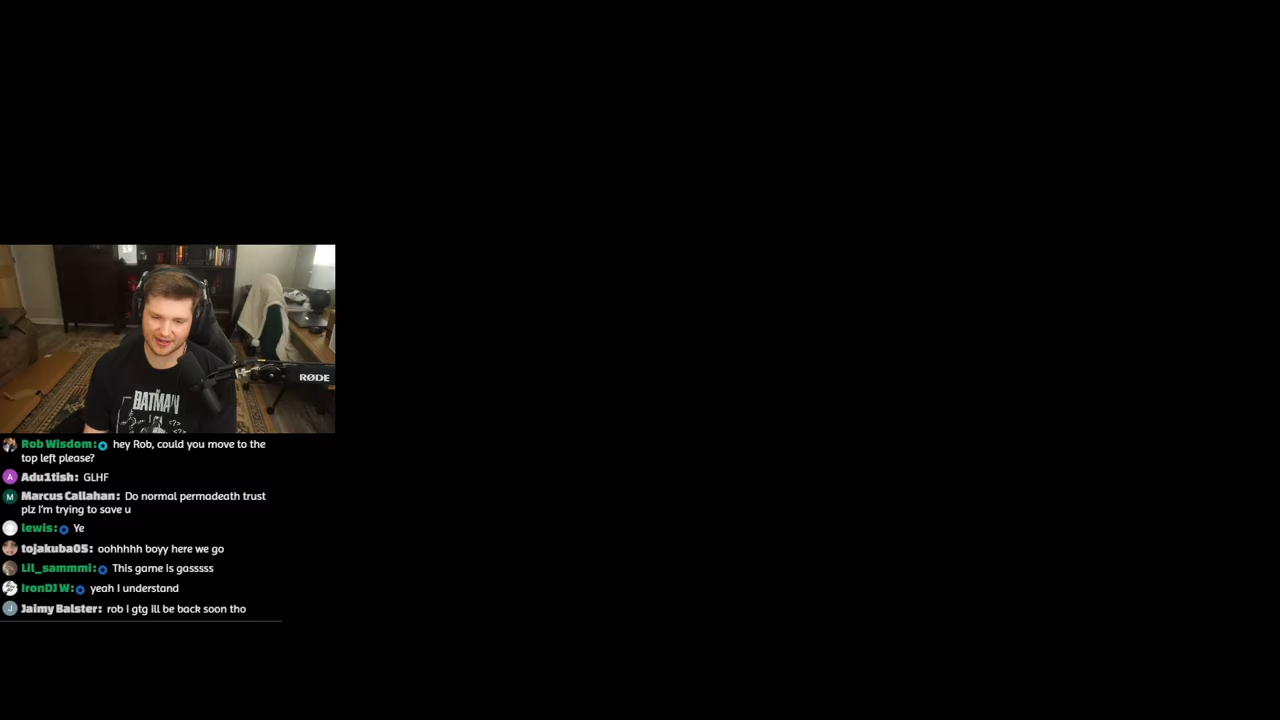 BATMAN
RØDE
Rob Wisdom: hey Rob, could you move to the
top left please?
A Adu1tish: GLHF
M Marcus Callahan: Do normal permadeath trust
plz I'm trying to save u
lewis: Ye
tojakuba05: oohhhhh boyy here we go
Lil_sammmi: This game is gasssss
IronDJ W: yeah I understand
J Jaimy Balster: rob I gtg ill be back soon tho